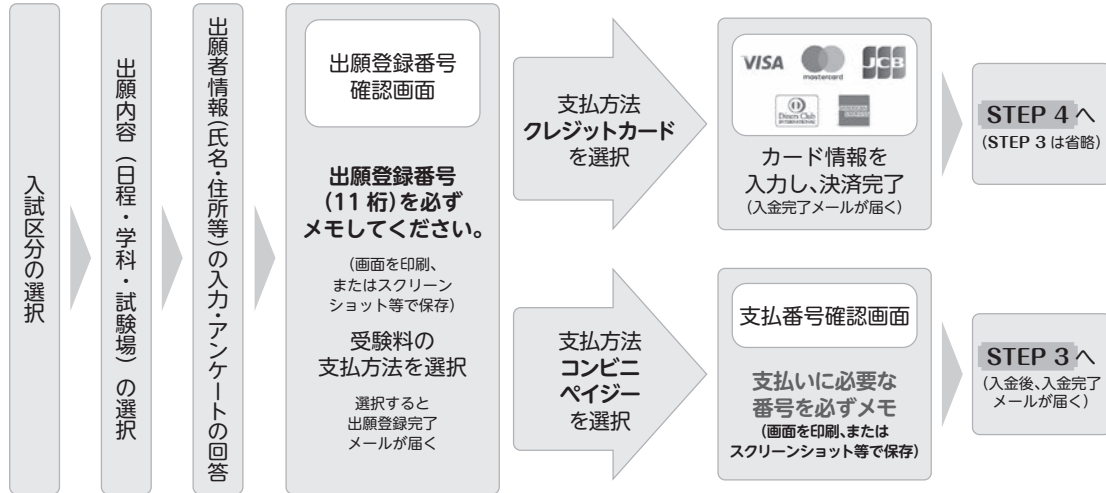 入試区分の選択
出願内容（日程・学科・試験場）の選択
出願者情報（氏名・住所等）の入力・アンケートの回答
出願登録番号
確認画面
出願登録番号
（11 桁）を必ず
メモしてください。
（画面を印刷、
またはスクリーン
ショット等で保存）
受験料の
支払方法を選択
選択すると
出願登録完了
メールが届く
支払方法
クレジットカード
を選択
VISA
mastercard
JCB
Diners Club
INTERNATIONAL
AMERICAN
EXPRESS
カード情報を
入力し、決済完了
（入金完了メールが届く）
STEP 4 へ
（STEP 3 は省略）
支払方法
コンビニ
ペイジー
を選択
支払番号確認画面
支払いに必要な
番号を必ずメモ
（画面を印刷、または
スクリーンショット等で保存）
STEP 3 へ
（入金後、入金完了
メールが届く）